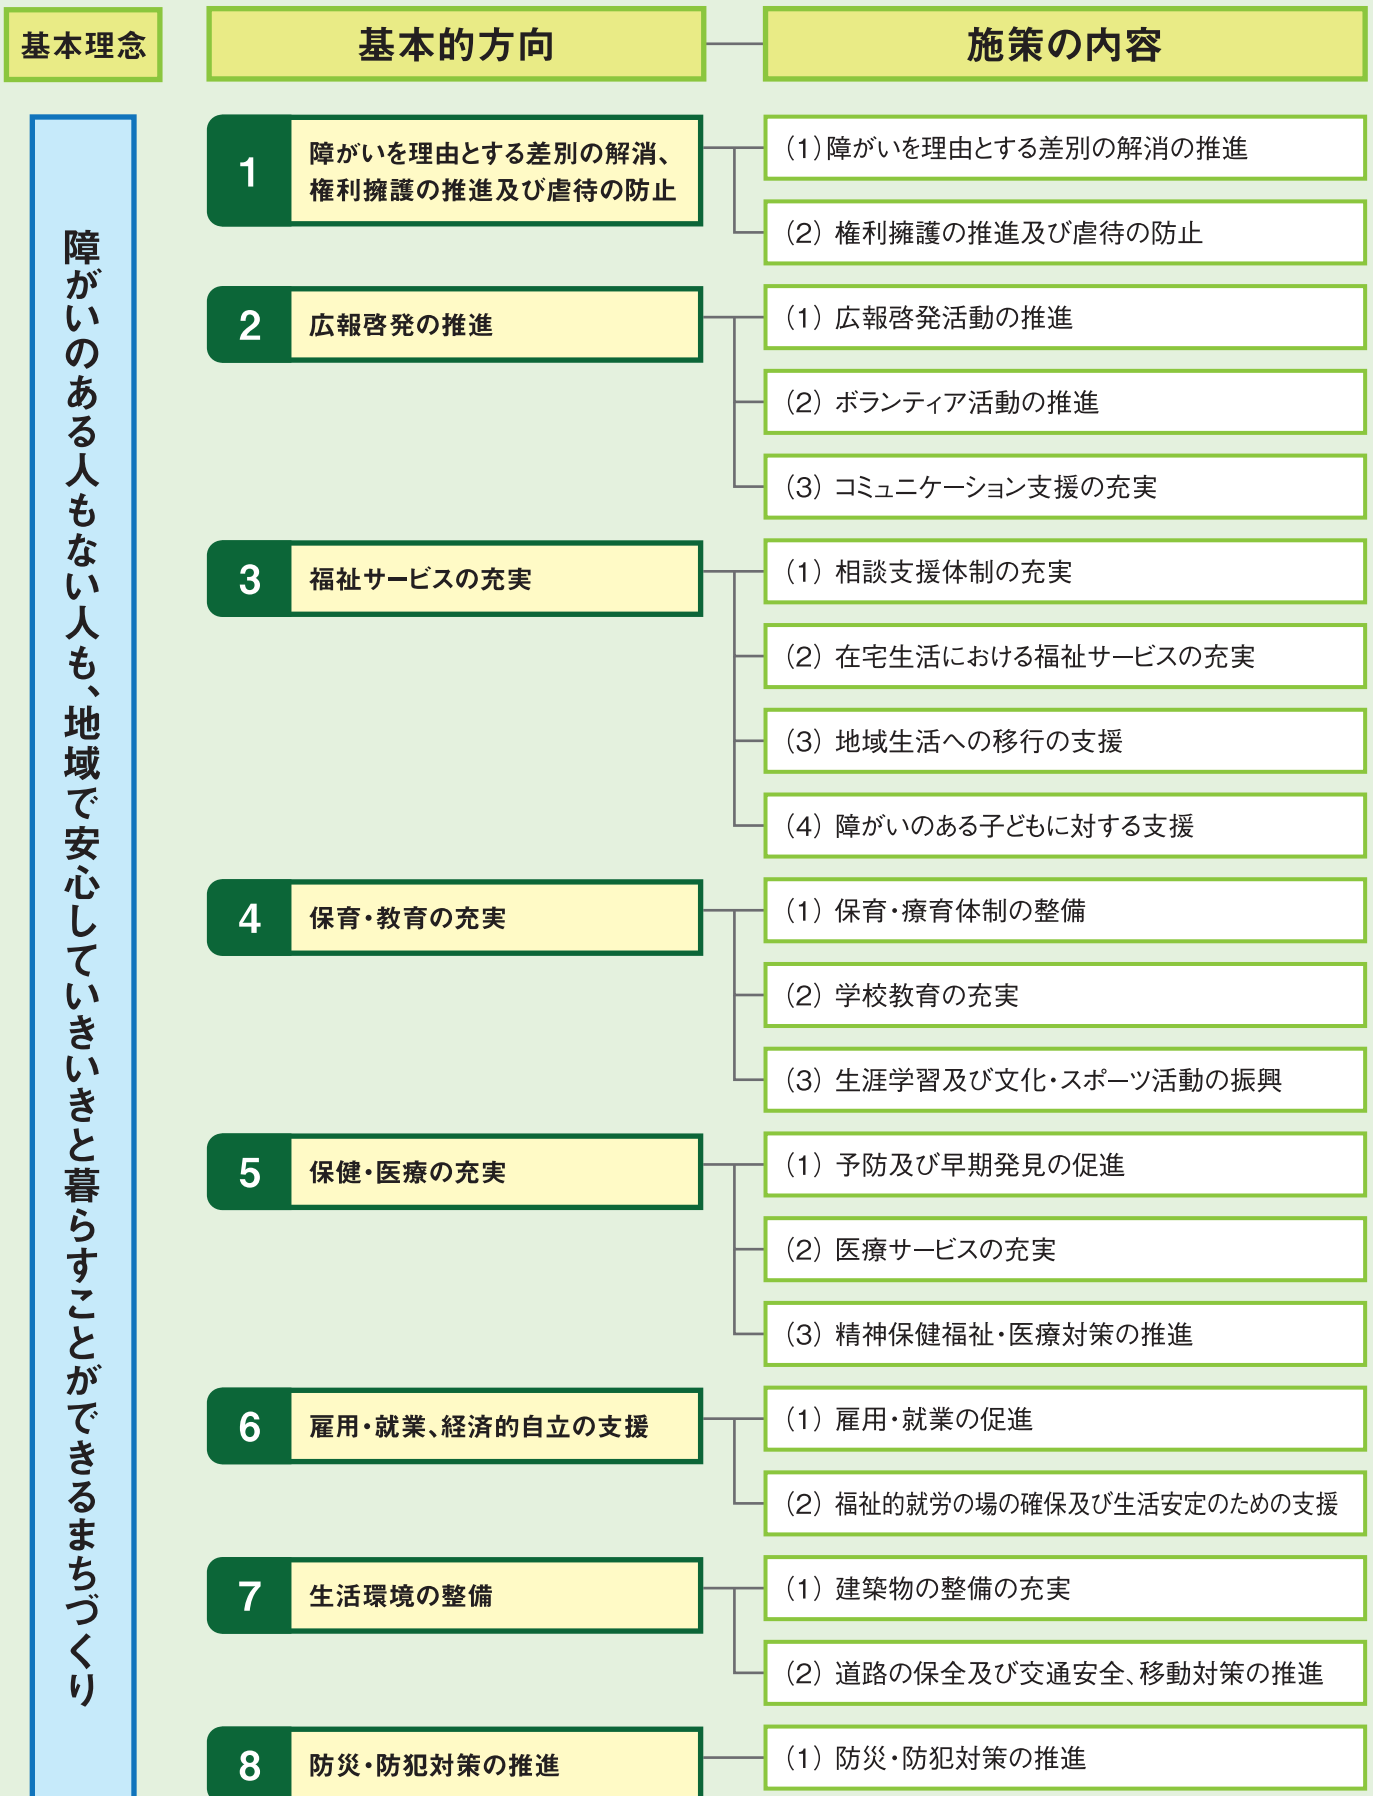 基本理念
基本的方向
施策の内容
障がいのある人もない人も、地域で安心していきいきと暮らすことができるまちづくり
1
障がいを理由とする差別の解消、
権利擁護の推進及び虐待の防止
（1）障がいを理由とする差別の解消の推進
（2）権利擁護の推進及び虐待の防止
2
広報啓発の推進
（1）広報啓発活動の推進
（2）ボランティア活動の推進
（3）コミュニケーション支援の充実
3
福祉サービスの充実
（1）相談支援体制の充実
（2）在宅生活における福祉サービスの充実
（3）地域生活への移行の支援
（4）障がいのある子どもに対する支援
4
保育・教育の充実
（1）保育・療育体制の整備
（2）学校教育の充実
（3）生涯学習及び文化・スポーツ活動の振興
5
保健・医療の充実
（1）予防及び早期発見の促進
（2）医療サービスの充実
（3）精神保健福祉・医療対策の推進
6
雇用・就業、経済的自立の支援
（1）雇用・就業の促進
（2）福祉的就労の場の確保及び生活安定のための支援
7
生活環境の整備
（1）建築物の整備の充実
（2）道路の保全及び交通安全、移動対策の推進
8
防災・防犯対策の推進
（1）防災・防犯対策の推進